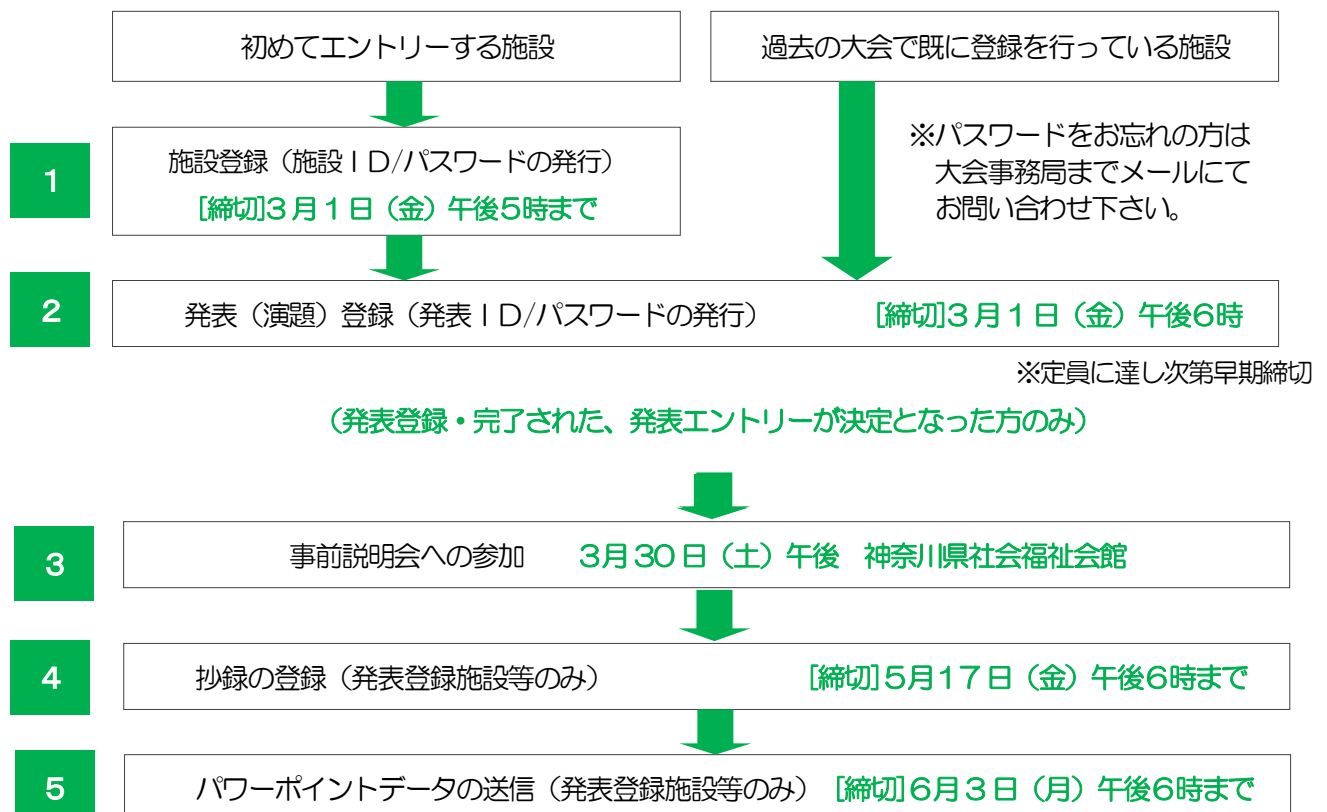 初めてエントリーする施設
過去の大会で既に登録を行っている施設
1
施設登録（施設ＩＤ/パスワードの発行）
[締切]３月１日（金）午後５時まで
※パスワードをお忘れの方は
大会事務局までメールにて
お問い合わせ下さい。
2
発表（演題）登録（発表ＩＤ/パスワードの発行） [締切]３月１日（金）午後６時
※定員に達し次第早期締切
（発表登録・完了された、発表エントリーが決定となった方のみ）
3
事前説明会への参加 ３月３０日（土）午後 神奈川県社会福祉会館
4
抄録の登録（発表登録施設等のみ） [締切]５月１７日（金）午後６時まで
5
パワーポイントデータの送信（発表登録施設等のみ） [締切]６月３日（月）午後６時まで